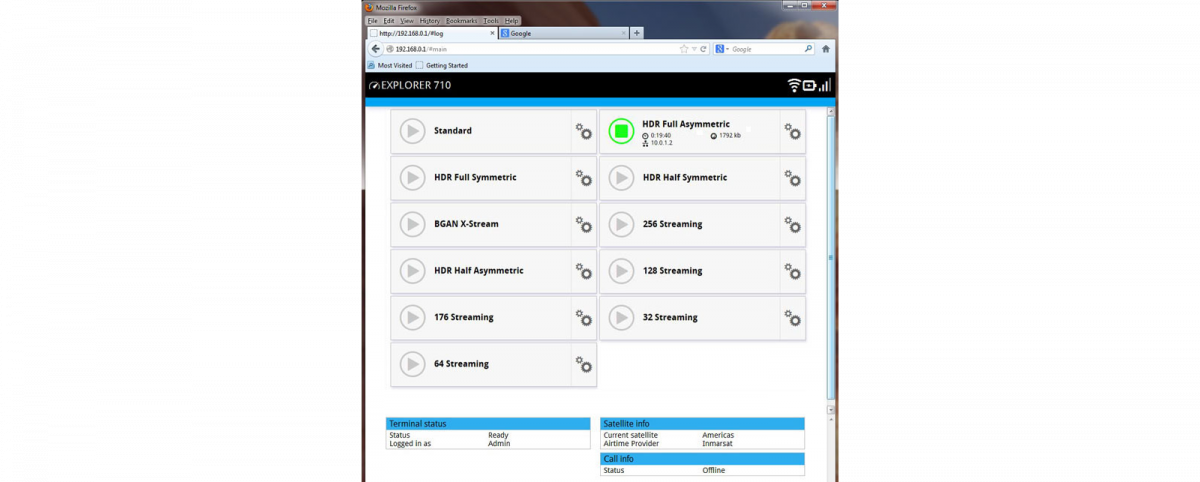 Mozilla Firefox
File Edit View History Bookmarks Tools Help
http://192.168.0.1/#log
Google
192.168.0.1/#main
Google
Most Visited Getting Started
EXPLORER 710
Standard
HDR Full Asymmetric
0:19:40 1792 kb
10.0.1.2
HDR Full Symmetric
HDR Half Symmetric
BGAN X-Stream
256 Streaming
HDR Half Asymmetric
128 Streaming
176 Streaming
32 Streaming
64 Streaming
Terminal status
Status Ready
Logged in as Admin
Satellite info
Current satellite Americas
Airtime Provider Inmarsat
Call info
Status Offline